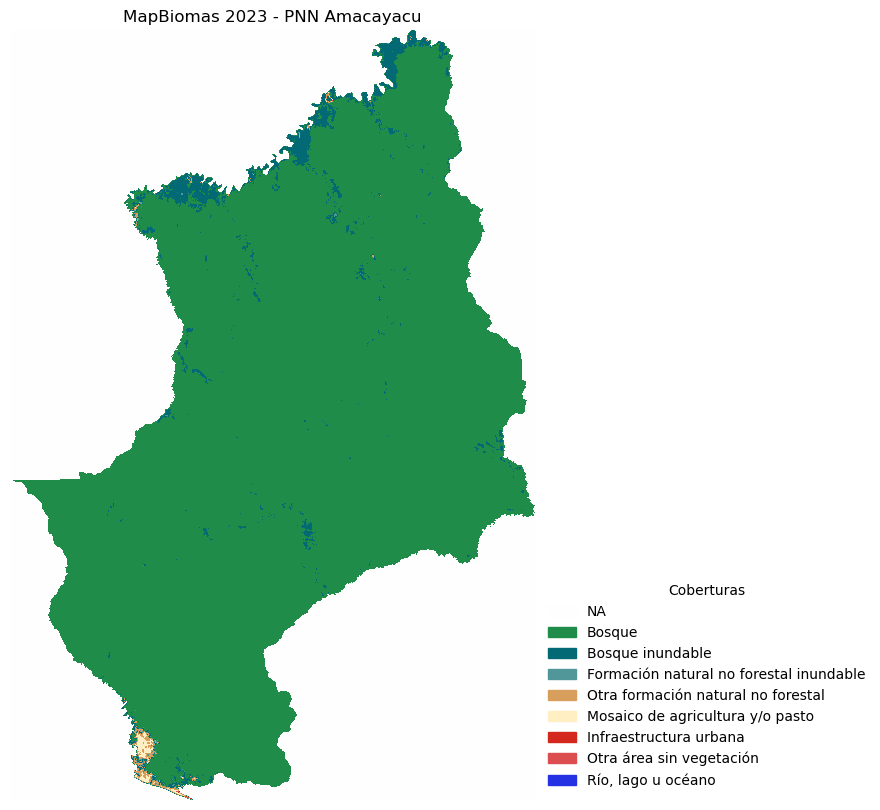 MapBiomas 2023 - PNN Amacayacu
Coberturas
NA
Bosque
Bosque inundable
Formación natural no forestal inundable
Otra formación natural no forestal
Mosaico de agricultura y/o pasto
Infraestructura urbana
Otra área sin vegetación
Río, lago u océano